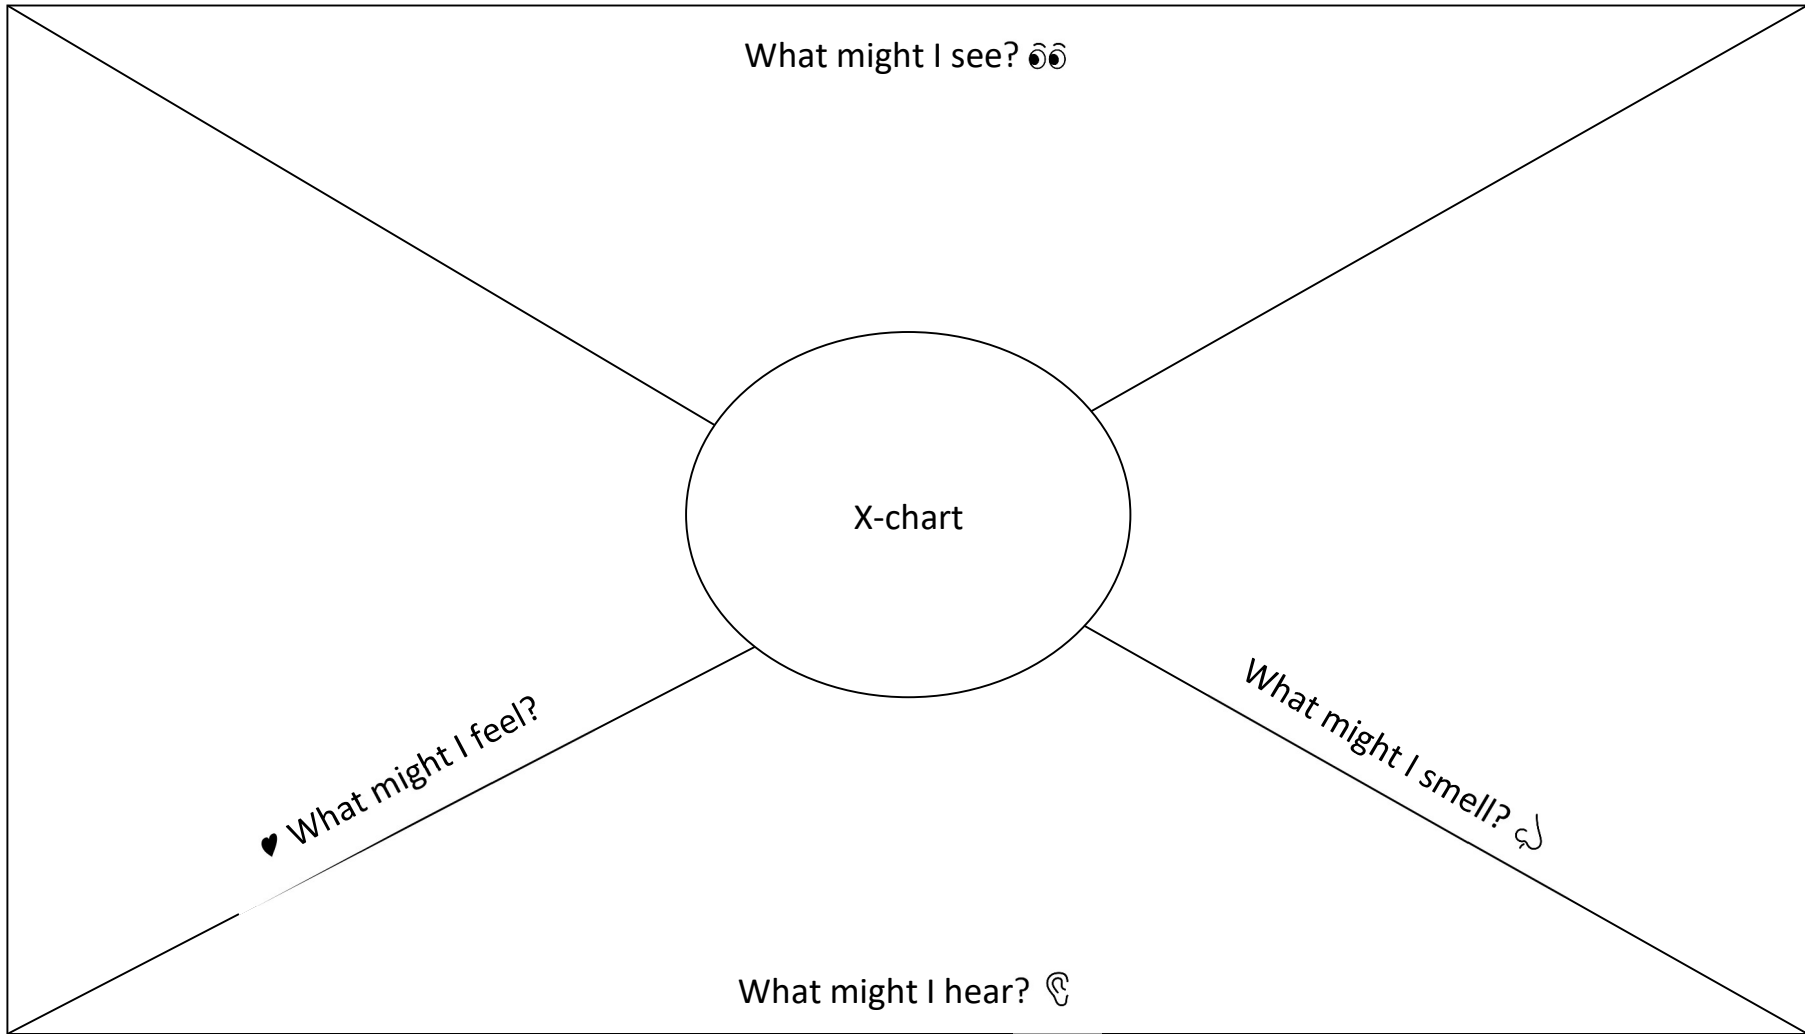 What might I see? 👀
X-chart
♥ What might I feel?
What might I smell? 👃
What might I hear? 👂